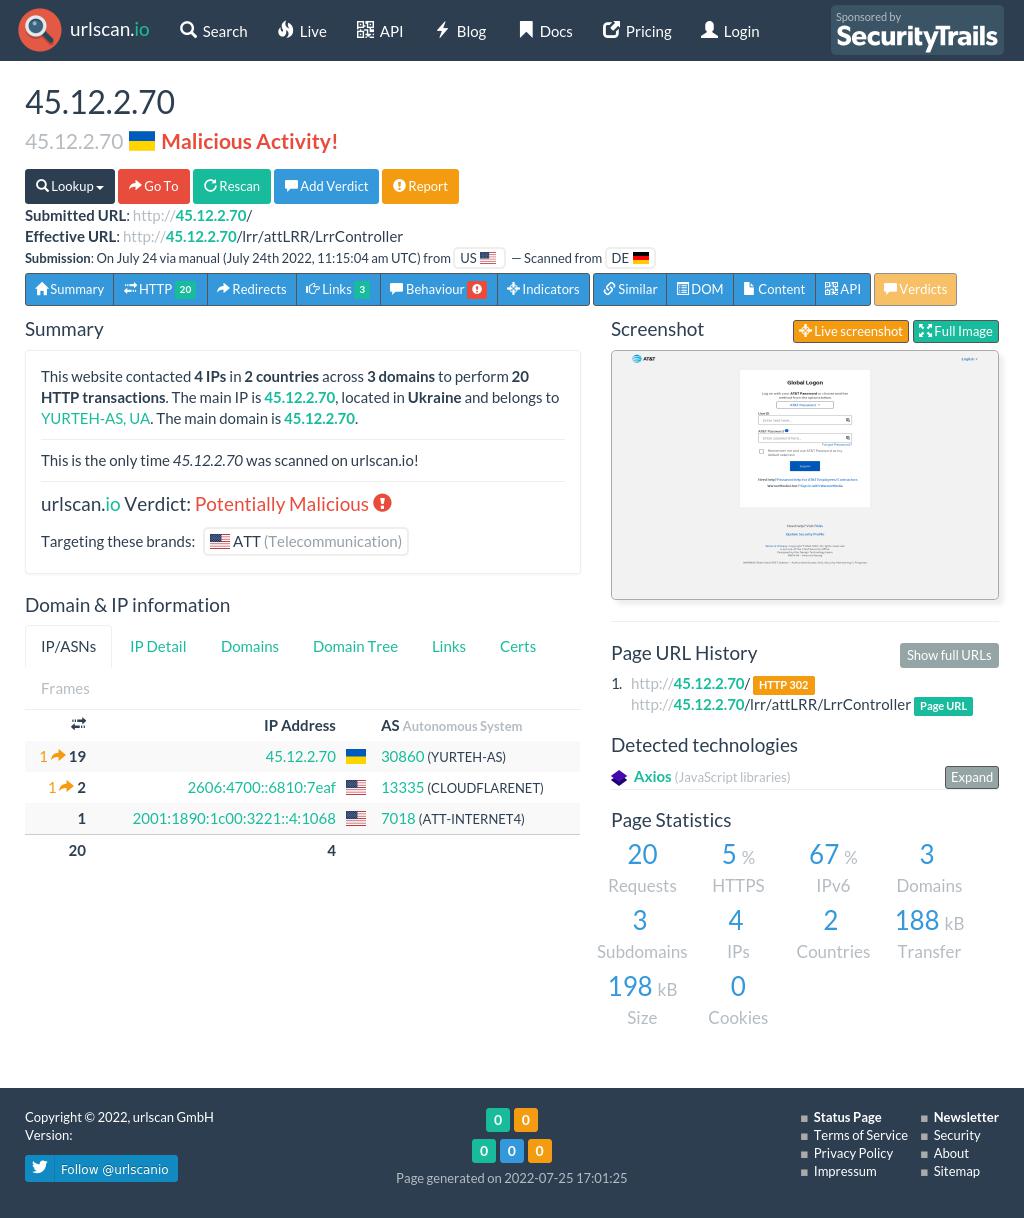 urlscan.io
Search
Live
API
Blog
Docs
Pricing
Login
Sponsored by
SecurityTrails
45.12.2.70
45.12.2.70 Malicious Activity!
Lookup
Go To
Rescan
Add Verdict
Report
Submitted URL: http://45.12.2.70/
Effective URL: http://45.12.2.70/lrr/attLRR/LrrController
Submission: On July 24 via manual (July 24th 2022, 11:15:04 am UTC) from US — Scanned from DE
Summary
HTTP 20
Redirects
Links 3
Behaviour
Indicators
Similar
DOM
Content
API
Verdicts
Summary
This website contacted 4 IPs in 2 countries across 3 domains to perform 20
HTTP transactions. The main IP is 45.12.2.70, located in Ukraine and belongs to
YURTEH-AS, UA. The main domain is 45.12.2.70.
This is the only time 45.12.2.70 was scanned on urlscan.io!
urlscan.io Verdict: Potentially Malicious
Targeting these brands: ATT (Telecommunication)
Domain & IP information
IP/ASNs
IP Detail
Domains
Domain Tree
Links
Certs
Frames
IP Address AS Autonomous System
1 19 45.12.2.70 30860 (YURTEH-AS)
1 2 2606:4700::6810:7eaf 13335 (CLOUDFLARENET)
1 2001:1890:1c00:3221::4:1068 7018 (ATT-INTERNET4)
20 4
Screenshot
Live screenshot
Full Image
AT&T
English
Global Logon
AT&T Password
User ID
AT&T Password
Forgot Password?
Page URL History
Show full URLs
1. http://45.12.2.70/ HTTP 302
http://45.12.2.70/lrr/attLRR/LrrController Page URL
Detected technologies
Axios (JavaScript libraries)
Expand
Page Statistics
20 5 % 67 % 3
Requests HTTPS IPv6 Domains
3 4 2 188 kB
Subdomains IPs Countries Transfer
198 kB 0
Size Cookies
Copyright © 2022, urlscan GmbH
Version:
Follow @urlscanio
0 0
0 0 0
Page generated on 2022-07-25 17:01:25
Status Page
Terms of Service
Privacy Policy
Impressum
Newsletter
Security
About
Sitemap